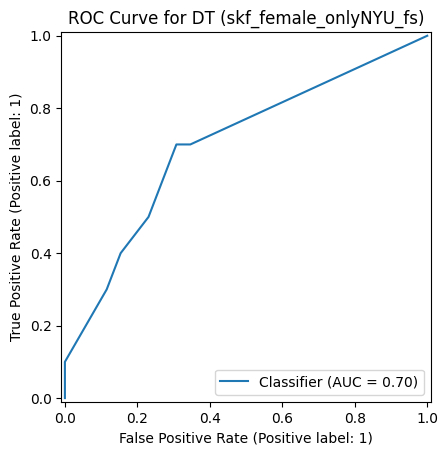 ROC Curve for DT (skf_female_onlyNYU_fs)
1.0
0.8
0.6
0.4
0.2
0.0
True Positive Rate (Positive label: 1)
Classifier (AUC = 0.70)
0.0 0.2 0.4 0.6 0.8 1.0
False Positive Rate (Positive label: 1)